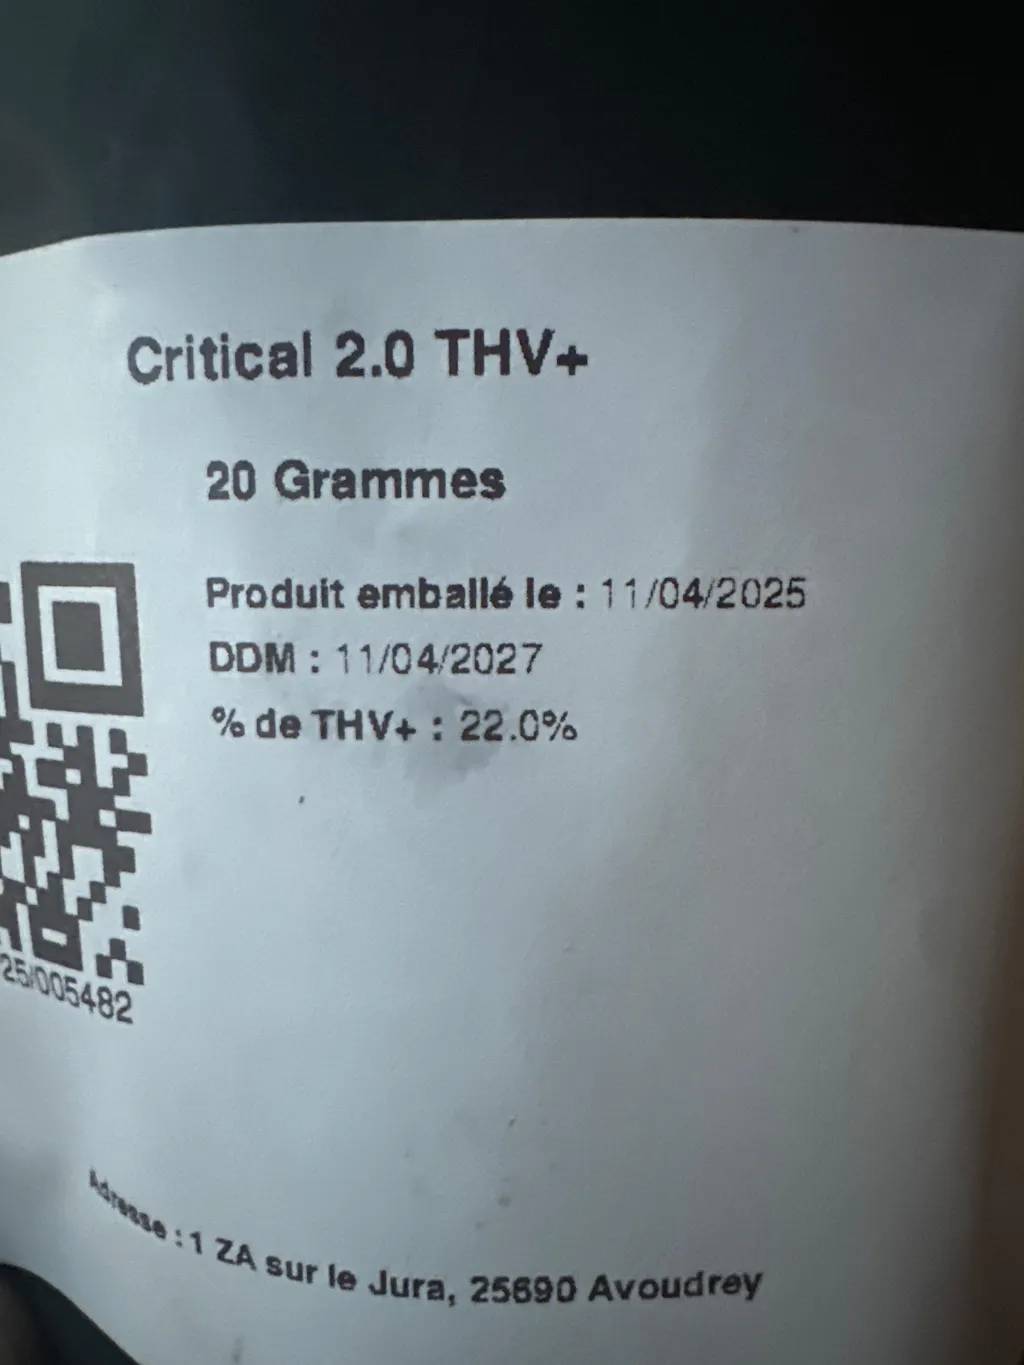 Critical 2.0 THV+
20 Grammes
Produit emballé le : 11/04/2025
DDM : 11/04/2027
% de THV+ : 22.0%
25/005482
Adresse : 1 ZA sur le Jura, 25690 Avoudrey